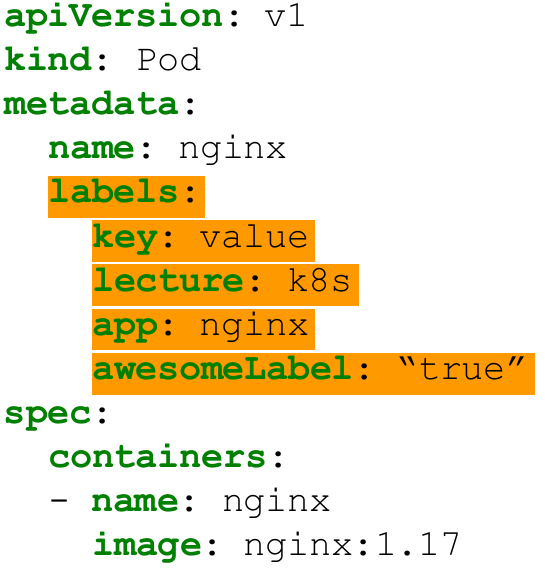 apiVersion: v1
kind: Pod
metadata:
  name: nginx
  labels:
    key: value
    lecture: k8s
    app: nginx
    awesomeLabel: “true”
spec:
  containers:
  - name: nginx
    image: nginx:1.17